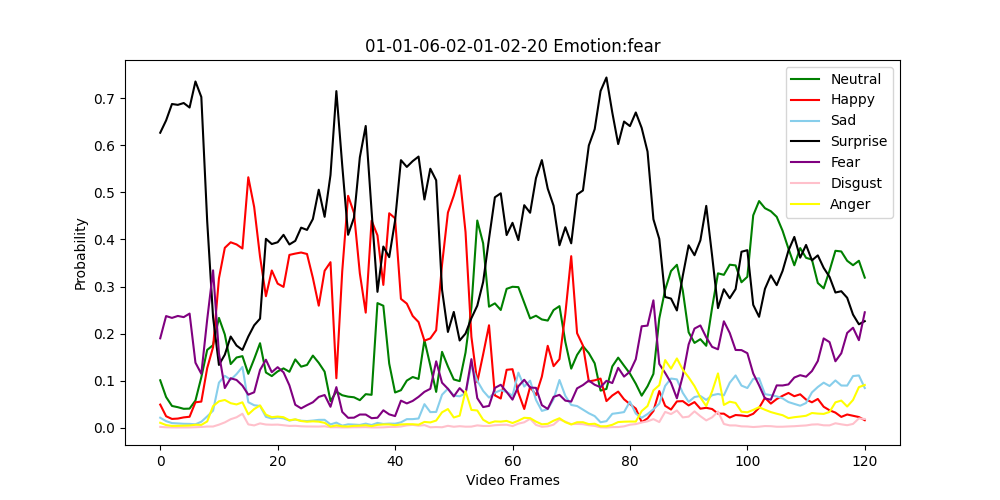 01-01-06-02-01-02-20 Emotion:fear
Probability
0.7
0.6
0.5
0.4
0.3
0.2
0.1
0.0
Neutral
Happy
Sad
Surprise
Fear
Disgust
Anger
0 20 40 60 80 100 120
Video Frames